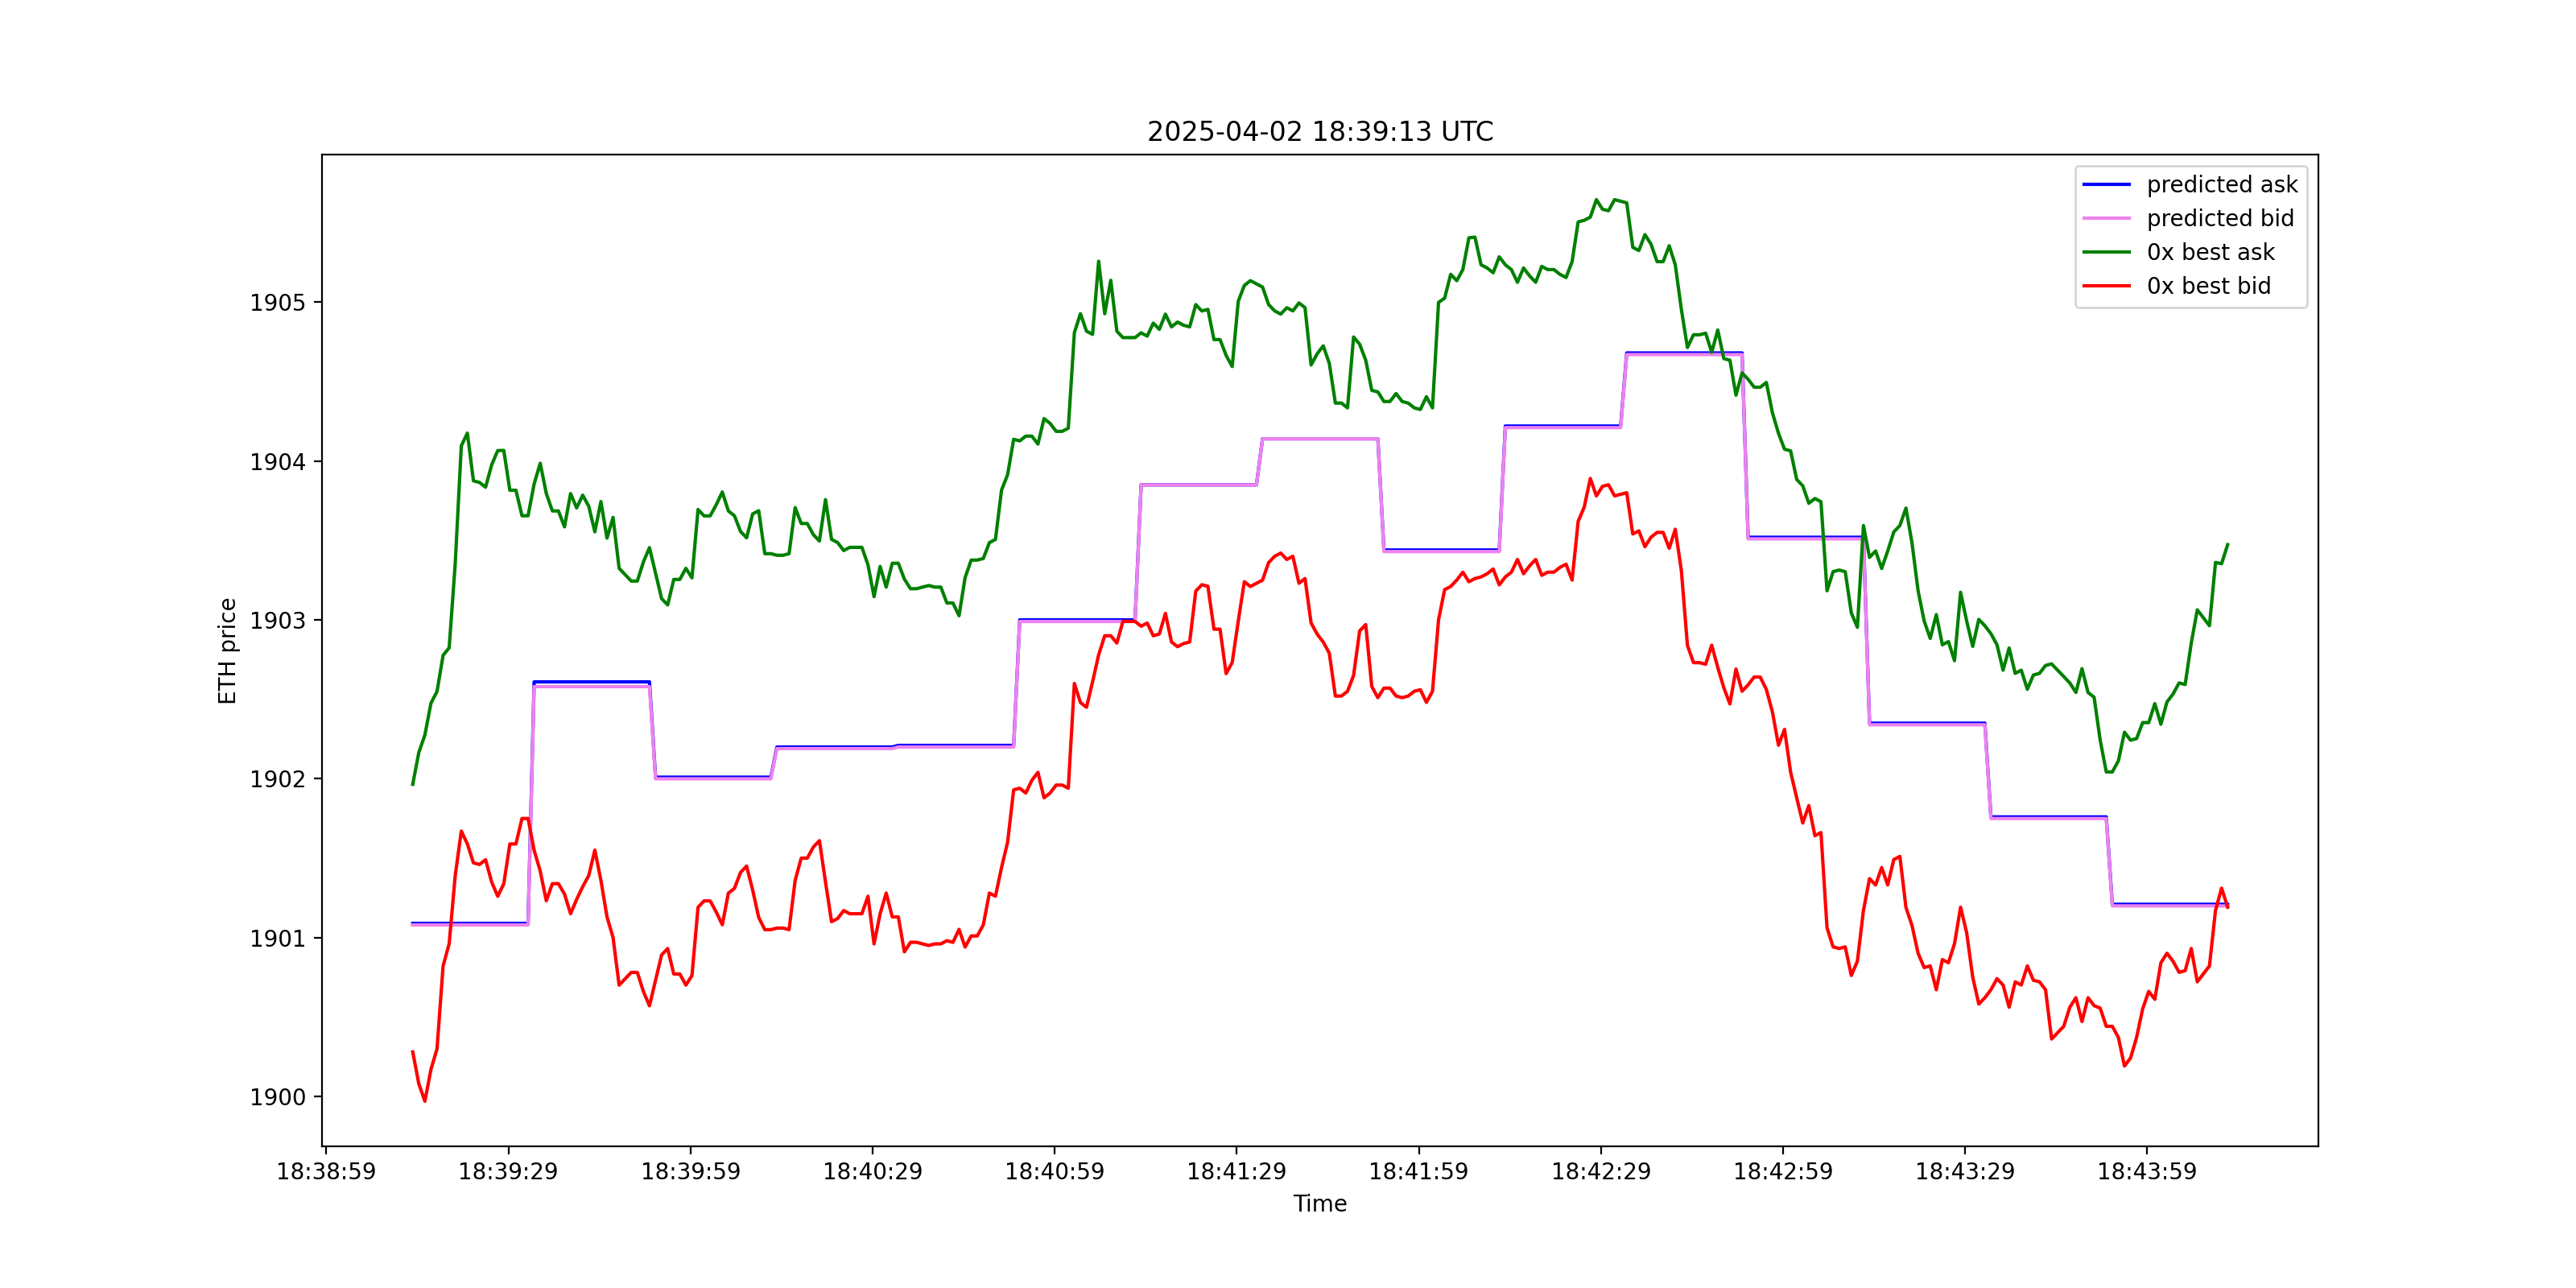 2025-04-02 18:39:13 UTC
predicted ask
predicted bid
0x best ask
0x best bid
ETH price
1905
1904
1903
1902
1901
1900
18:38:59 18:39:29 18:39:59 18:40:29 18:40:59 18:41:29 18:41:59 18:42:29 18:42:59 18:43:29 18:43:59
Time